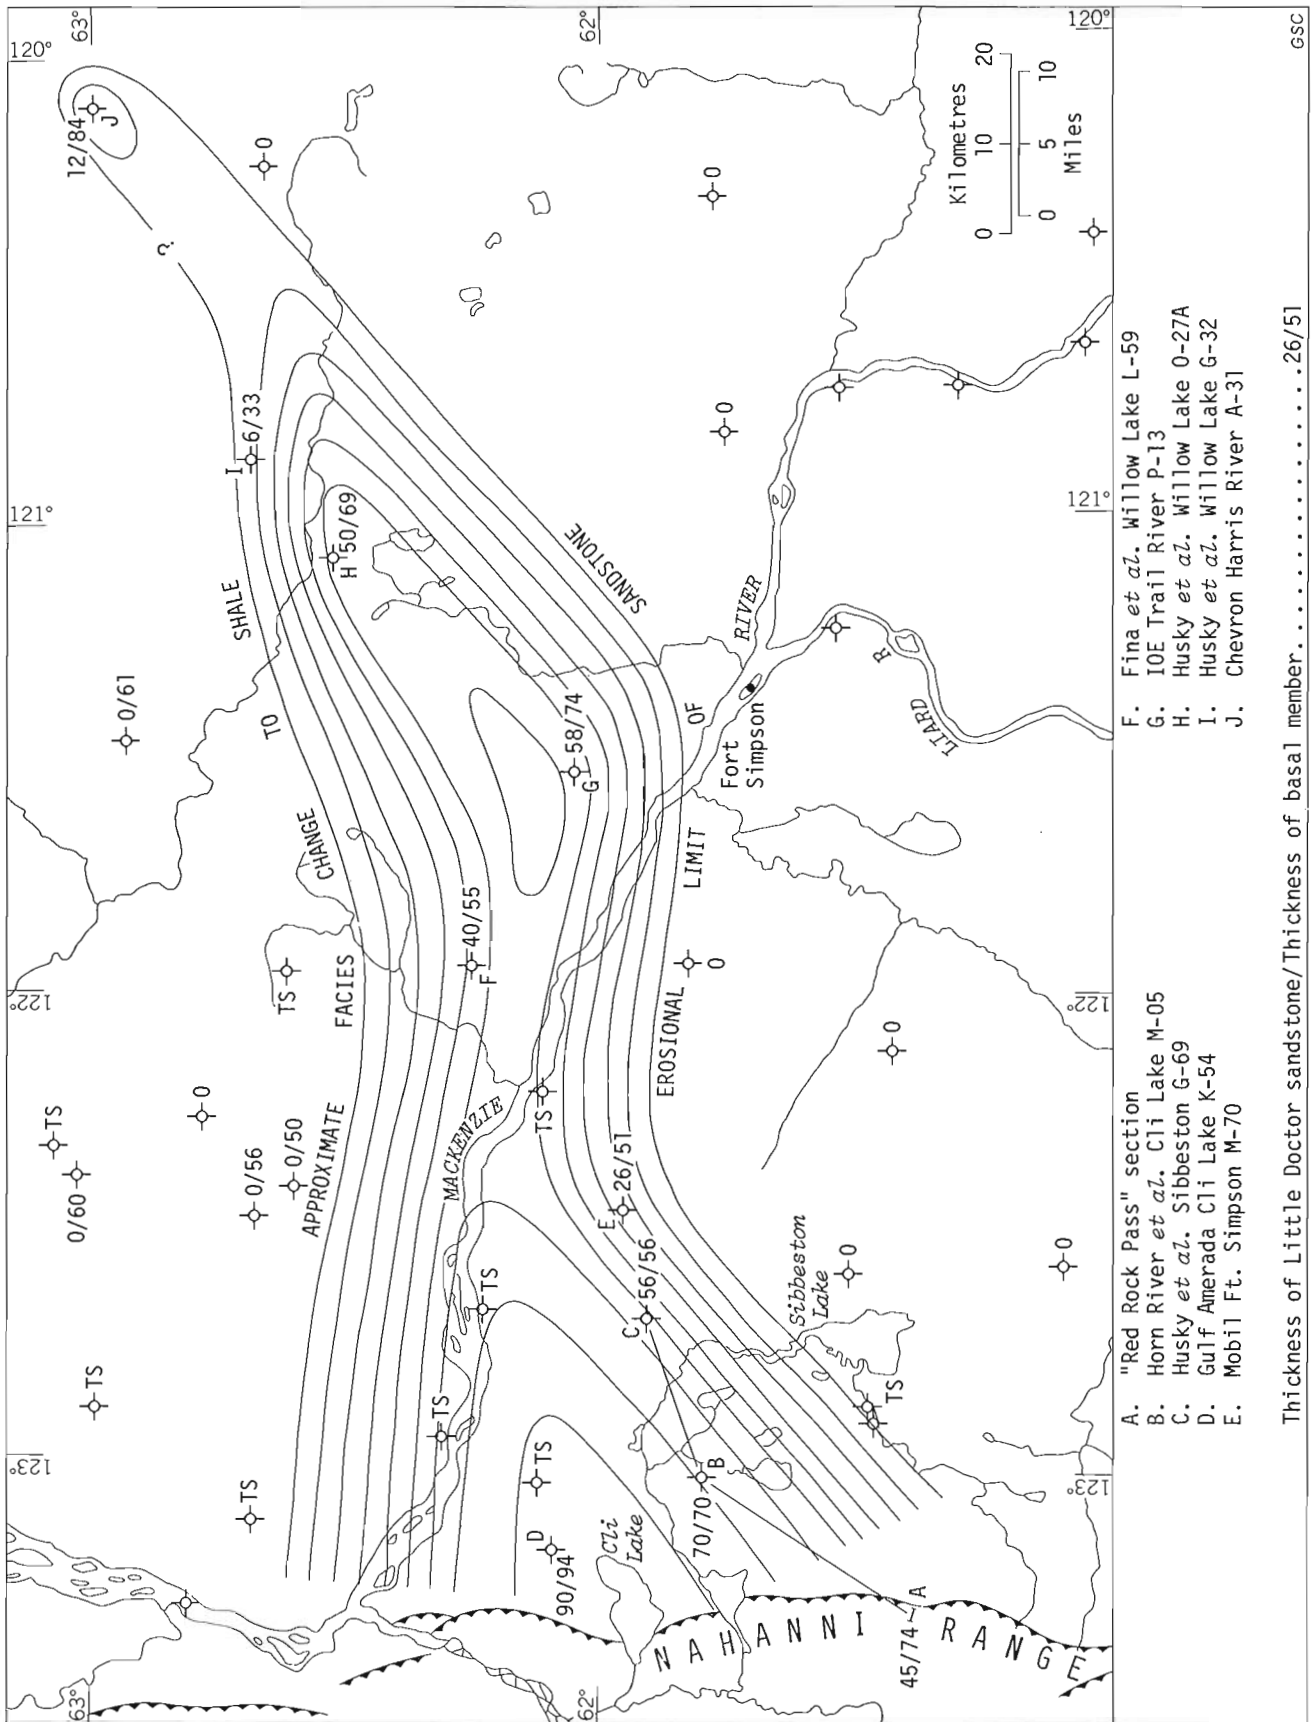 120°
63°
62°
120°
12/84
J
0
?
0
Kilometres
0 10 20
0 5 10
Miles
I 6/33
121°
H 50/69
0
121°
SHALE
TO
CHANGE
FACIES
APPROXIMATE
SANDSTONE
OF
LIMIT
EROSIONAL
RIVER
MACKENZIE
LIARD R
Fort
Simpson
0/61
58/74
G
TS
122°
40/55
F
0
122°
0
TS
0/60
0
0/56
0/50
TS
E 26/51
C 56/56
TS
Sibbeston
Lake
0
0
TS
TS
TS
TS
TS
123°
123°
D
90/94
Cli
Lake
70/70
B
45/74
A
NAHANNI RANGE
63°
62°
A. "Red Rock Pass" section
B. Horn River et al. Cli Lake M-05
C. Husky et al. Sibbeston G-69
D. Gulf Amerada Cli Lake K-54
E. Mobil Ft. Simpson M-70
F. Fina et al. Willow Lake L-59
G. IOE Trail River P-13
H. Husky et al. Willow Lake O-27A
I. Husky et al. Willow Lake G-32
J. Chevron Harris River A-31
Thickness of Little Doctor sandstone/Thickness of basal member....................26/51
GSC